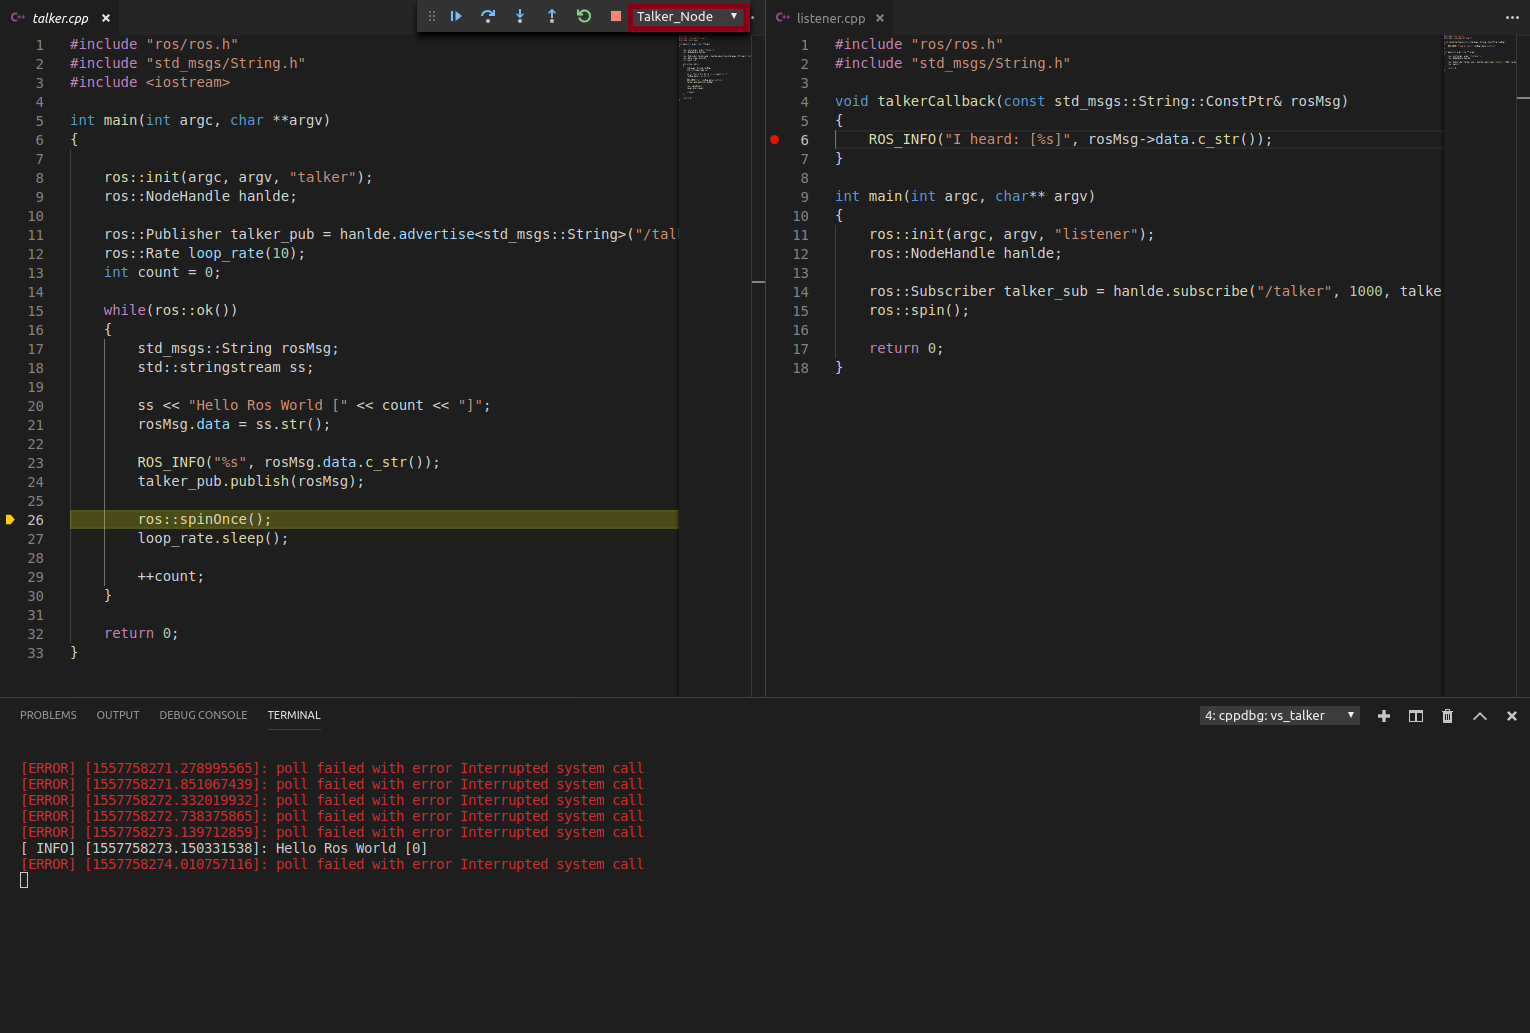 talker.cpp
Talker_Node
listener.cpp
1 #include "ros/ros.h"
2 #include "std_msgs/String.h"
3 #include <iostream>
4
5 int main(int argc, char **argv)
6 {
7
8 ros::init(argc, argv, "talker");
9 ros::NodeHandle hanlde;
10
11 ros::Publisher talker_pub = hanlde.advertise<std_msgs::String>("/tal
12 ros::Rate loop_rate(10);
13 int count = 0;
14
15 while(ros::ok())
16 {
17 std_msgs::String rosMsg;
18 std::stringstream ss;
19
20 ss << "Hello Ros World [" << count << "]";
21 rosMsg.data = ss.str();
22
23 ROS_INFO("%s", rosMsg.data.c_str());
24 talker_pub.publish(rosMsg);
25
26 ros::spinOnce();
27 loop_rate.sleep();
28
29 ++count;
30 }
31
32 return 0;
33 }
1 #include "ros/ros.h"
2 #include "std_msgs/String.h"
3
4 void talkerCallback(const std_msgs::String::ConstPtr& rosMsg)
5 {
6 ROS_INFO("I heard: [%s]", rosMsg->data.c_str());
7 }
8
9 int main(int argc, char** argv)
10 {
11 ros::init(argc, argv, "listener");
12 ros::NodeHandle hanlde;
13
14 ros::Subscriber talker_sub = hanlde.subscribe("/talker", 1000, talke
15 ros::spin();
16
17 return 0;
18 }
PROBLEMS OUTPUT DEBUG CONSOLE TERMINAL
4: cppdbg: vs_talker
[ERROR] [1557758271.278995565]: poll failed with error Interrupted system call
[ERROR] [1557758271.851067439]: poll failed with error Interrupted system call
[ERROR] [1557758272.332019932]: poll failed with error Interrupted system call
[ERROR] [1557758272.738375865]: poll failed with error Interrupted system call
[ERROR] [1557758273.139712859]: poll failed with error Interrupted system call
[ INFO] [1557758273.150331538]: Hello Ros World [0]
[ERROR] [1557758274.010757116]: poll failed with error Interrupted system call